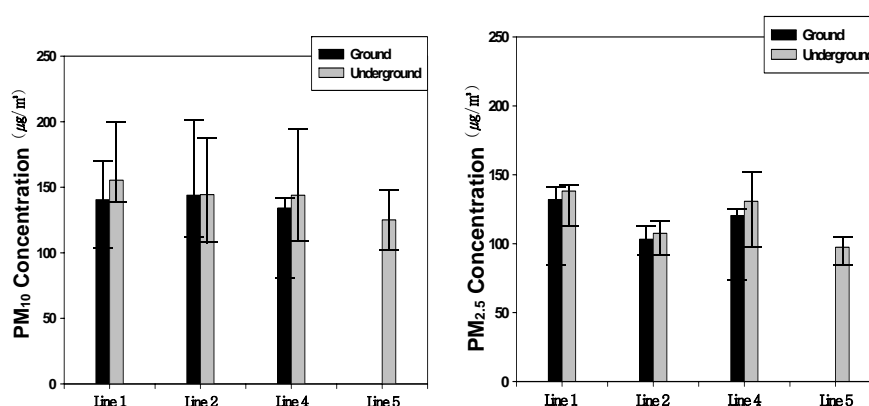 PM10 Concentration (μg/m³)
250
200
150
100
50
0
Ground
Underground
Line 1 Line 2 Line 4 Line 5
PM2.5 Concentration (μg/m³)
250
200
150
100
50
0
Ground
Underground
Line 1 Line 2 Line 4 Line 5